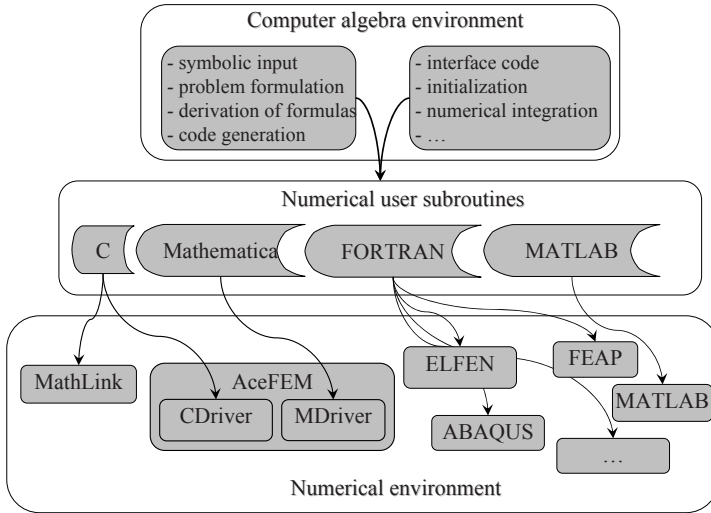 Computer algebra environment
- symbolic input
- problem formulation
- derivation of formulas
- code generation
- interface code
- initialization
- numerical integration
- …
Numerical user subroutines
C
Mathematica
FORTRAN
MATLAB
MathLink
AceFEM
CDriver
MDriver
ELFEN
ABAQUS
FEAP
MATLAB
…
Numerical environment